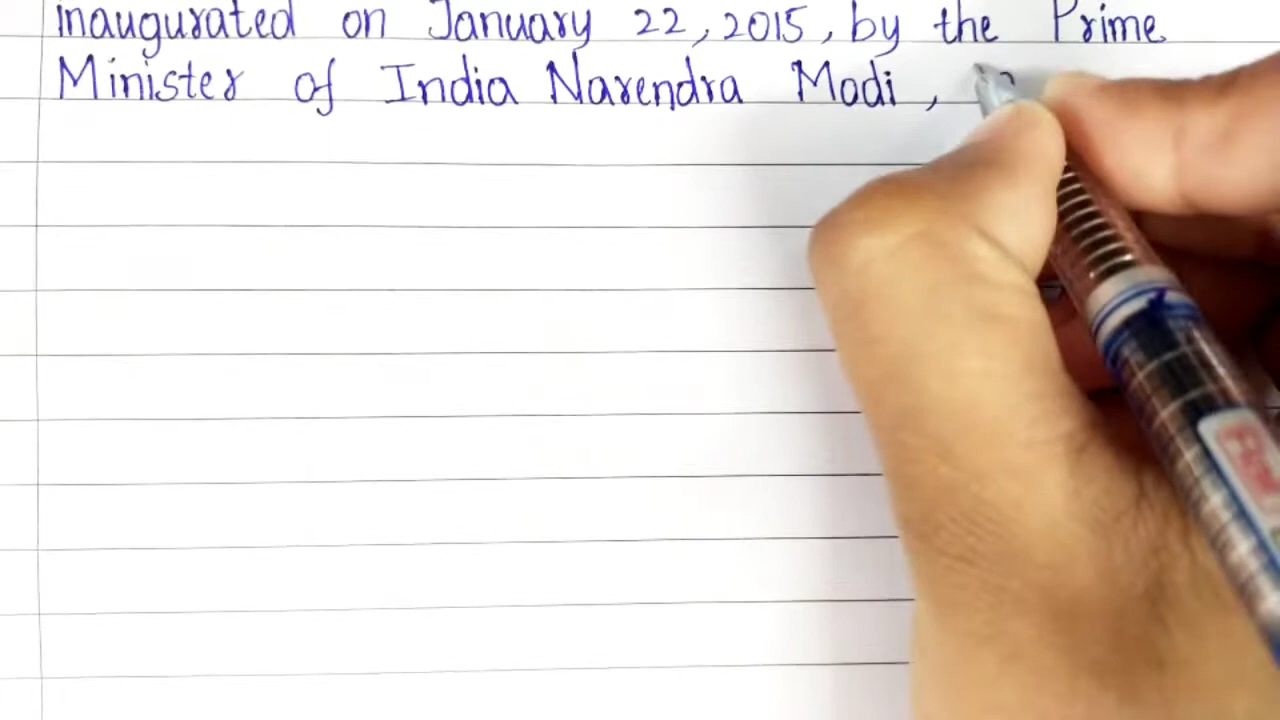 inaugurated on January 22, 2015, by the Prime
Minister of India Narendra Modi,